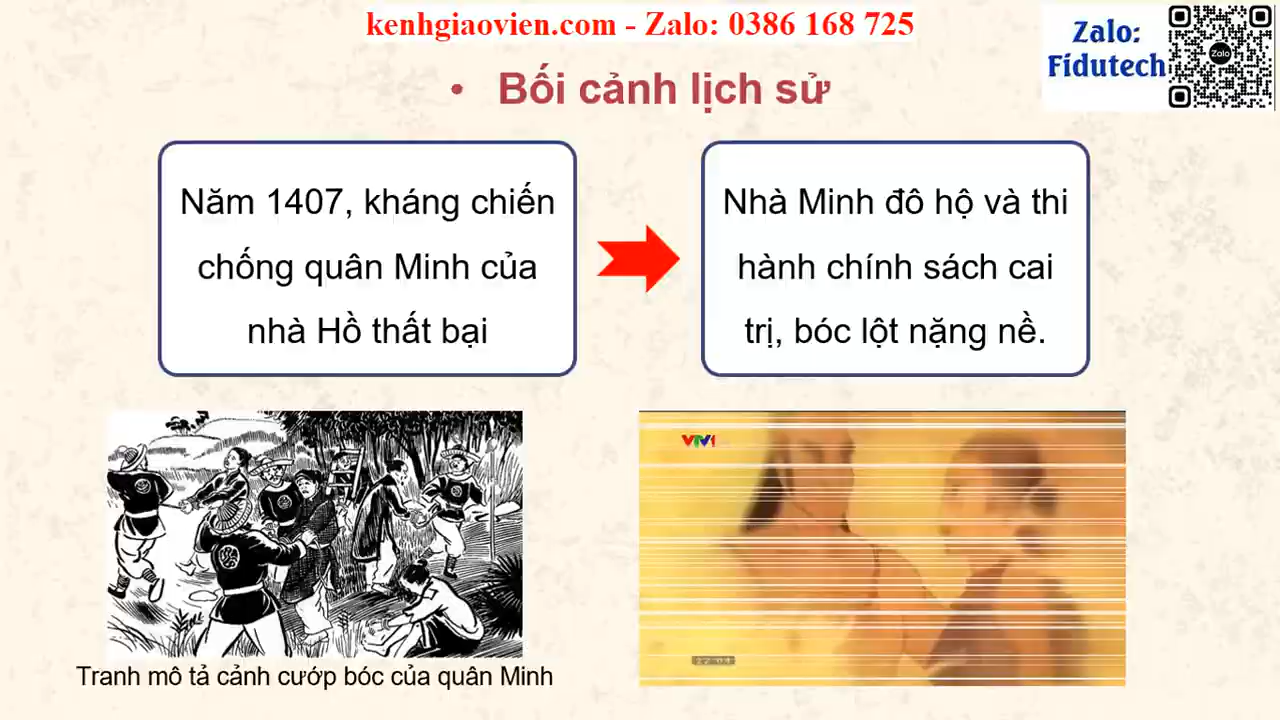 kenhgiaovien.com - Zalo: 0386 168 725
Zalo:
Fidutech
Zalo
• Bối cảnh lịch sử
Năm 1407, kháng chiến
chống quân Minh của
nhà Hồ thất bại
Nhà Minh đô hộ và thi
hành chính sách cai
trị, bóc lột nặng nề.
VTV1
Tranh mô tả cảnh cướp bóc của quân Minh